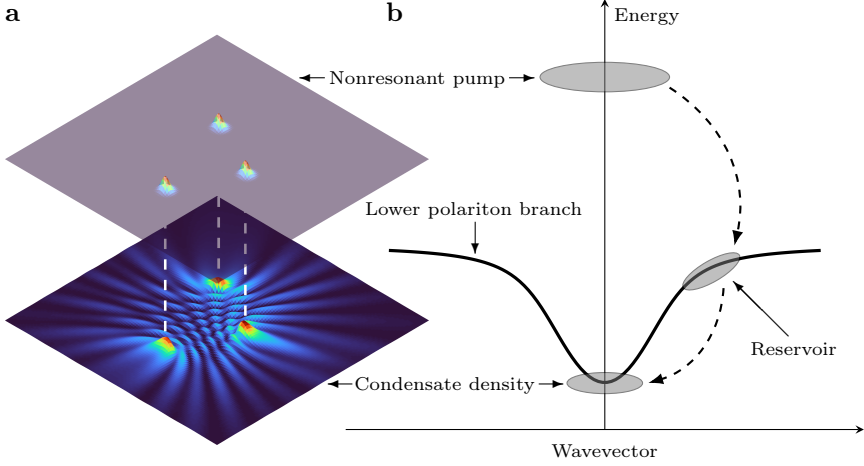 a
b
Energy
Nonresonant pump
Lower polariton branch
Reservoir
Condensate density
Wavevector